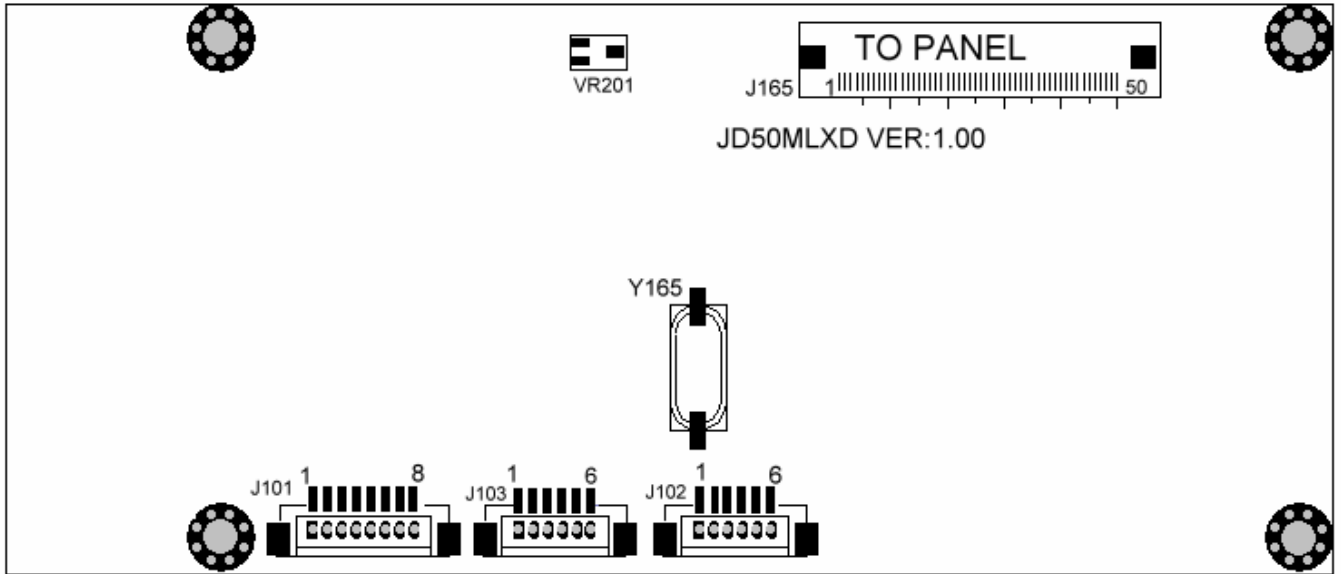 TO PANEL
VR201
J165 1 50
JD50MLXD VER:1.00
Y165
J101 1 8
J103 1 6
J102 1 6